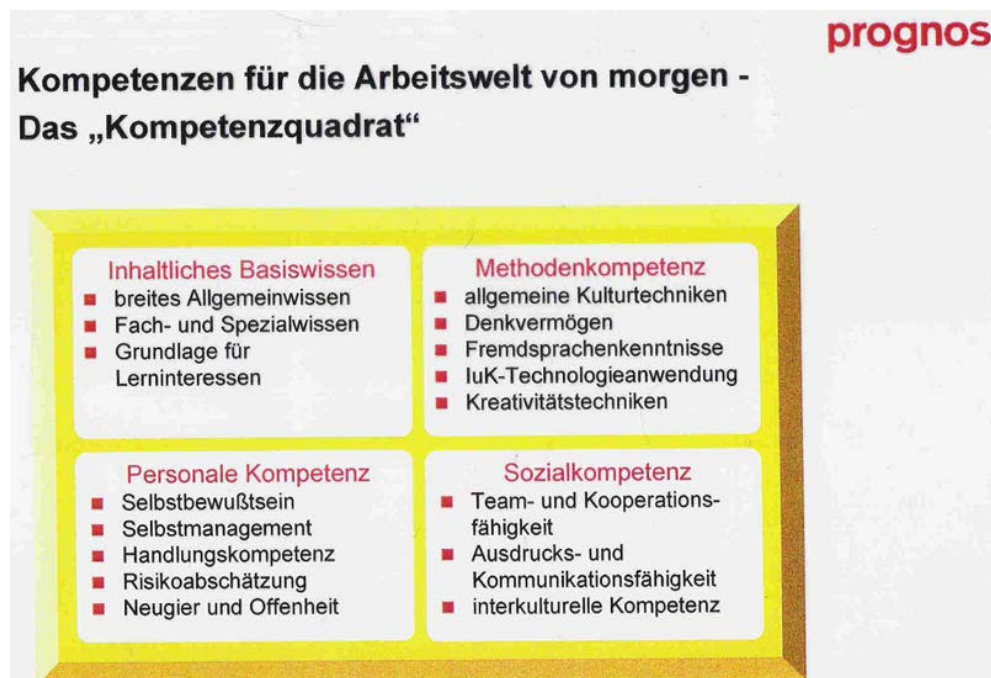 prognos
Kompetenzen für die Arbeitswelt von morgen -
Das „Kompetenzquadrat“
Inhaltliches Basiswissen
breites Allgemeinwissen
Fach- und Spezialwissen
Grundlage für
Lerninteressen
Methodenkompetenz
allgemeine Kulturtechniken
Denkvermögen
Fremdsprachenkenntnisse
IuK-Technologieanwendung
Kreativitätstechniken
Personale Kompetenz
Selbstbewußtsein
Selbstmanagement
Handlungskompetenz
Risikoabschätzung
Neugier und Offenheit
Sozialkompetenz
Team- und Kooperations-
fähigkeit
Ausdrucks- und
Kommunikationsfähigkeit
interkulturelle Kompetenz